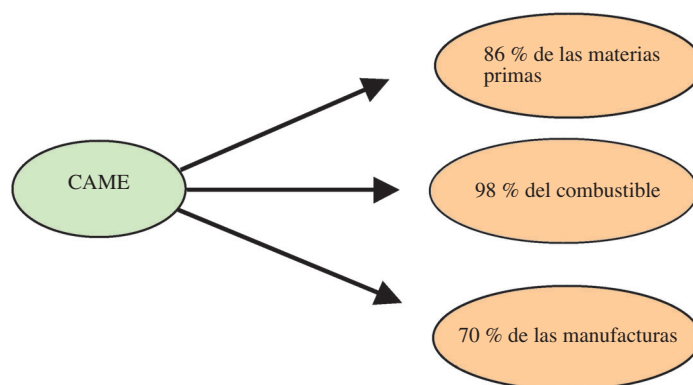 86 % de las materias
primas
CAME
98 % del combustible
70 % de las manufacturas